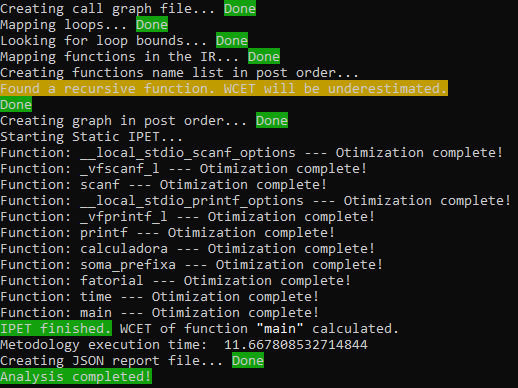 Creating call graph file... Done
Mapping loops... Done
Looking for loop bounds... Done
Mapping functions in the IR... Done
Creating functions name list in post order...
Found a recursive function. WCET will be underestimated.
Done
Creating graph in post order... Done
Starting Static IPET...
Function: __local_stdio_scanf_options --- Otimization complete!
Function: _vfscanf_l --- Otimization complete!
Function: scanf --- Otimization complete!
Function: __local_stdio_printf_options --- Otimization complete!
Function: _vfprintf_l --- Otimization complete!
Function: printf --- Otimization complete!
Function: calculadora --- Otimization complete!
Function: soma_prefixa --- Otimization complete!
Function: fatorial --- Otimization complete!
Function: time --- Otimization complete!
Function: main --- Otimization complete!
IPET finished. WCET of function "main" calculated.
Metodology execution time:  11.667808532714844
Creating JSON report file... Done
Analysis completed!